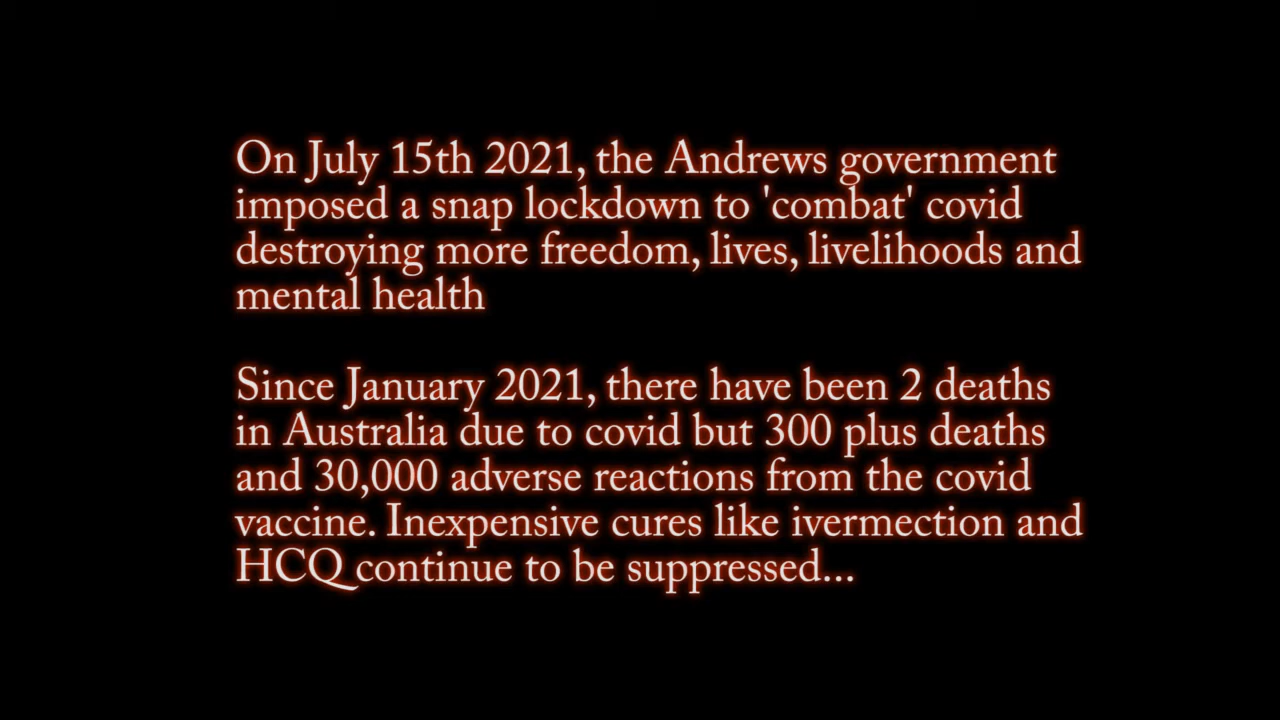 On July 15th 2021, the Andrews government
imposed a snap lockdown to 'combat' covid
destroying more freedom, lives, livelihoods and
mental health
Since January 2021, there have been 2 deaths
in Australia due to covid but 300 plus deaths
and 30,000 adverse reactions from the covid
vaccine. Inexpensive cures like ivermection and
HCQ continue to be suppressed...